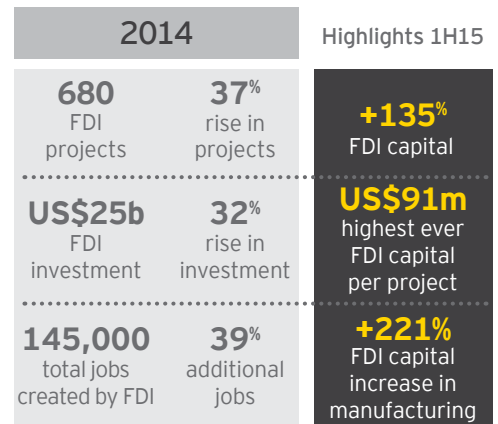 2014
Highlights 1H15
680
FDI
projects
37%
rise in
projects
+135%
FDI capital
US$25b
FDI
investment
32%
rise in
investment
US$91m
highest ever
FDI capital
per project
145,000
total jobs
created by FDI
39%
additional
jobs
+221%
FDI capital
increase in
manufacturing